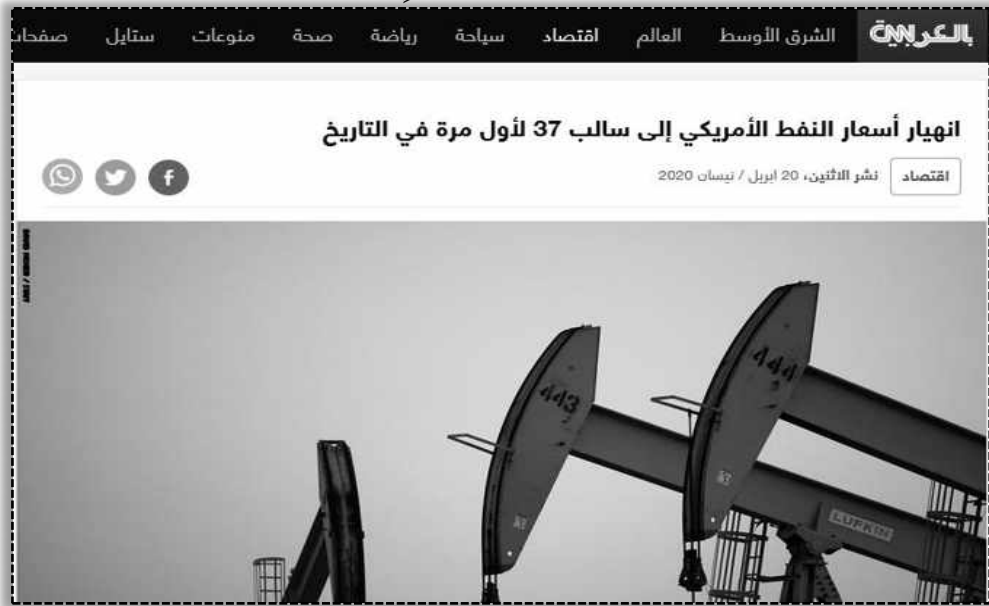 CNN بالعربية الشرق الأوسط العالم اقتصاد سياحة رياضة صحة منوعات ستايل صفحات
انهيار أسعار النفط الأمريكي إلى سالب 37 لأول مرة في التاريخ
اقتصاد نشر الاثنين، 20 ابريل / نيسان 2020
443
444
LUFKIN